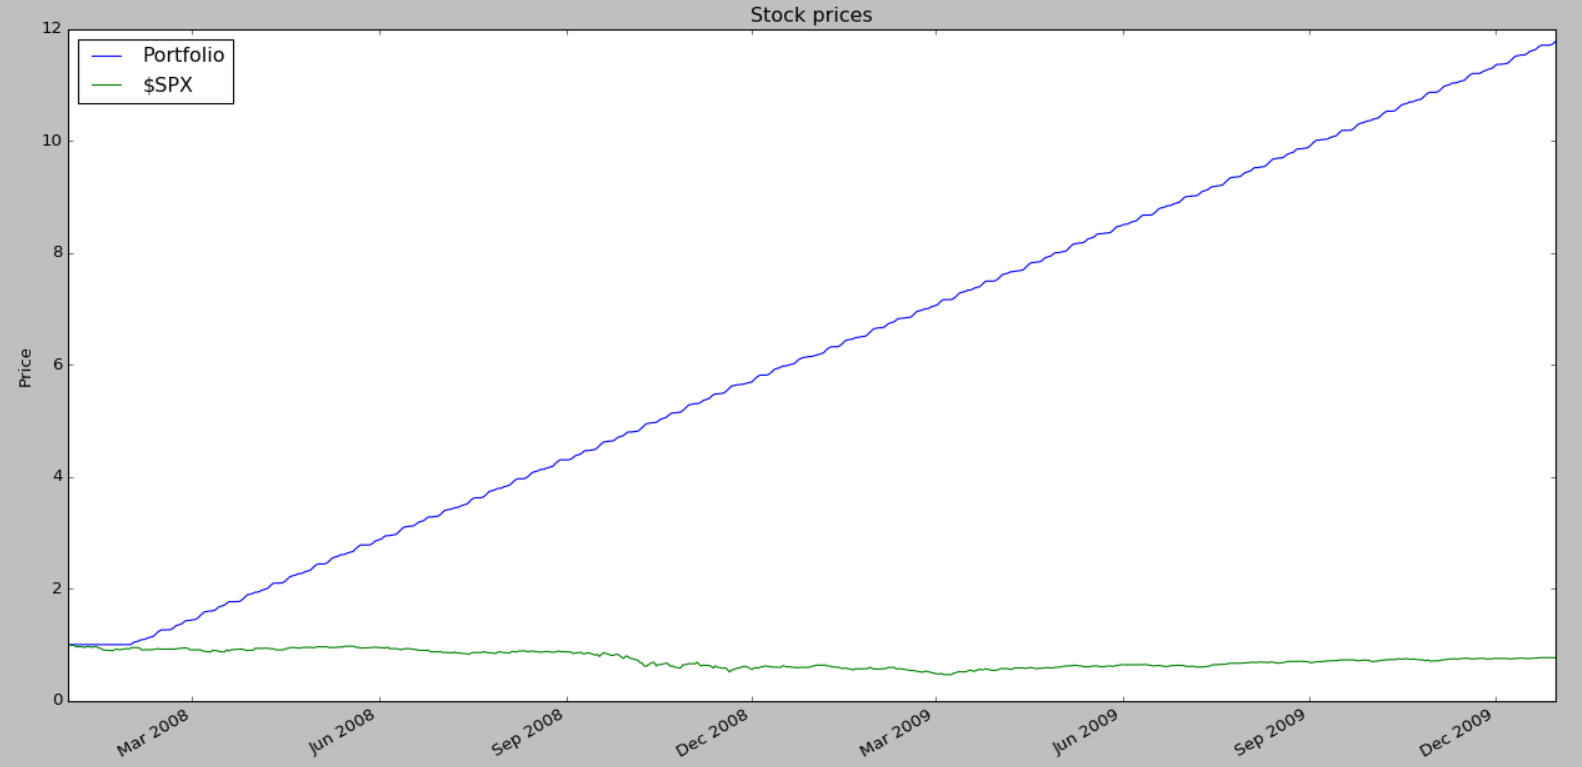 Stock prices
Portfolio
$SPX
12
10
8
6
4
2
0
Price
Mar 2008
Jun 2008
Sep 2008
Dec 2008
Mar 2009
Jun 2009
Sep 2009
Dec 2009